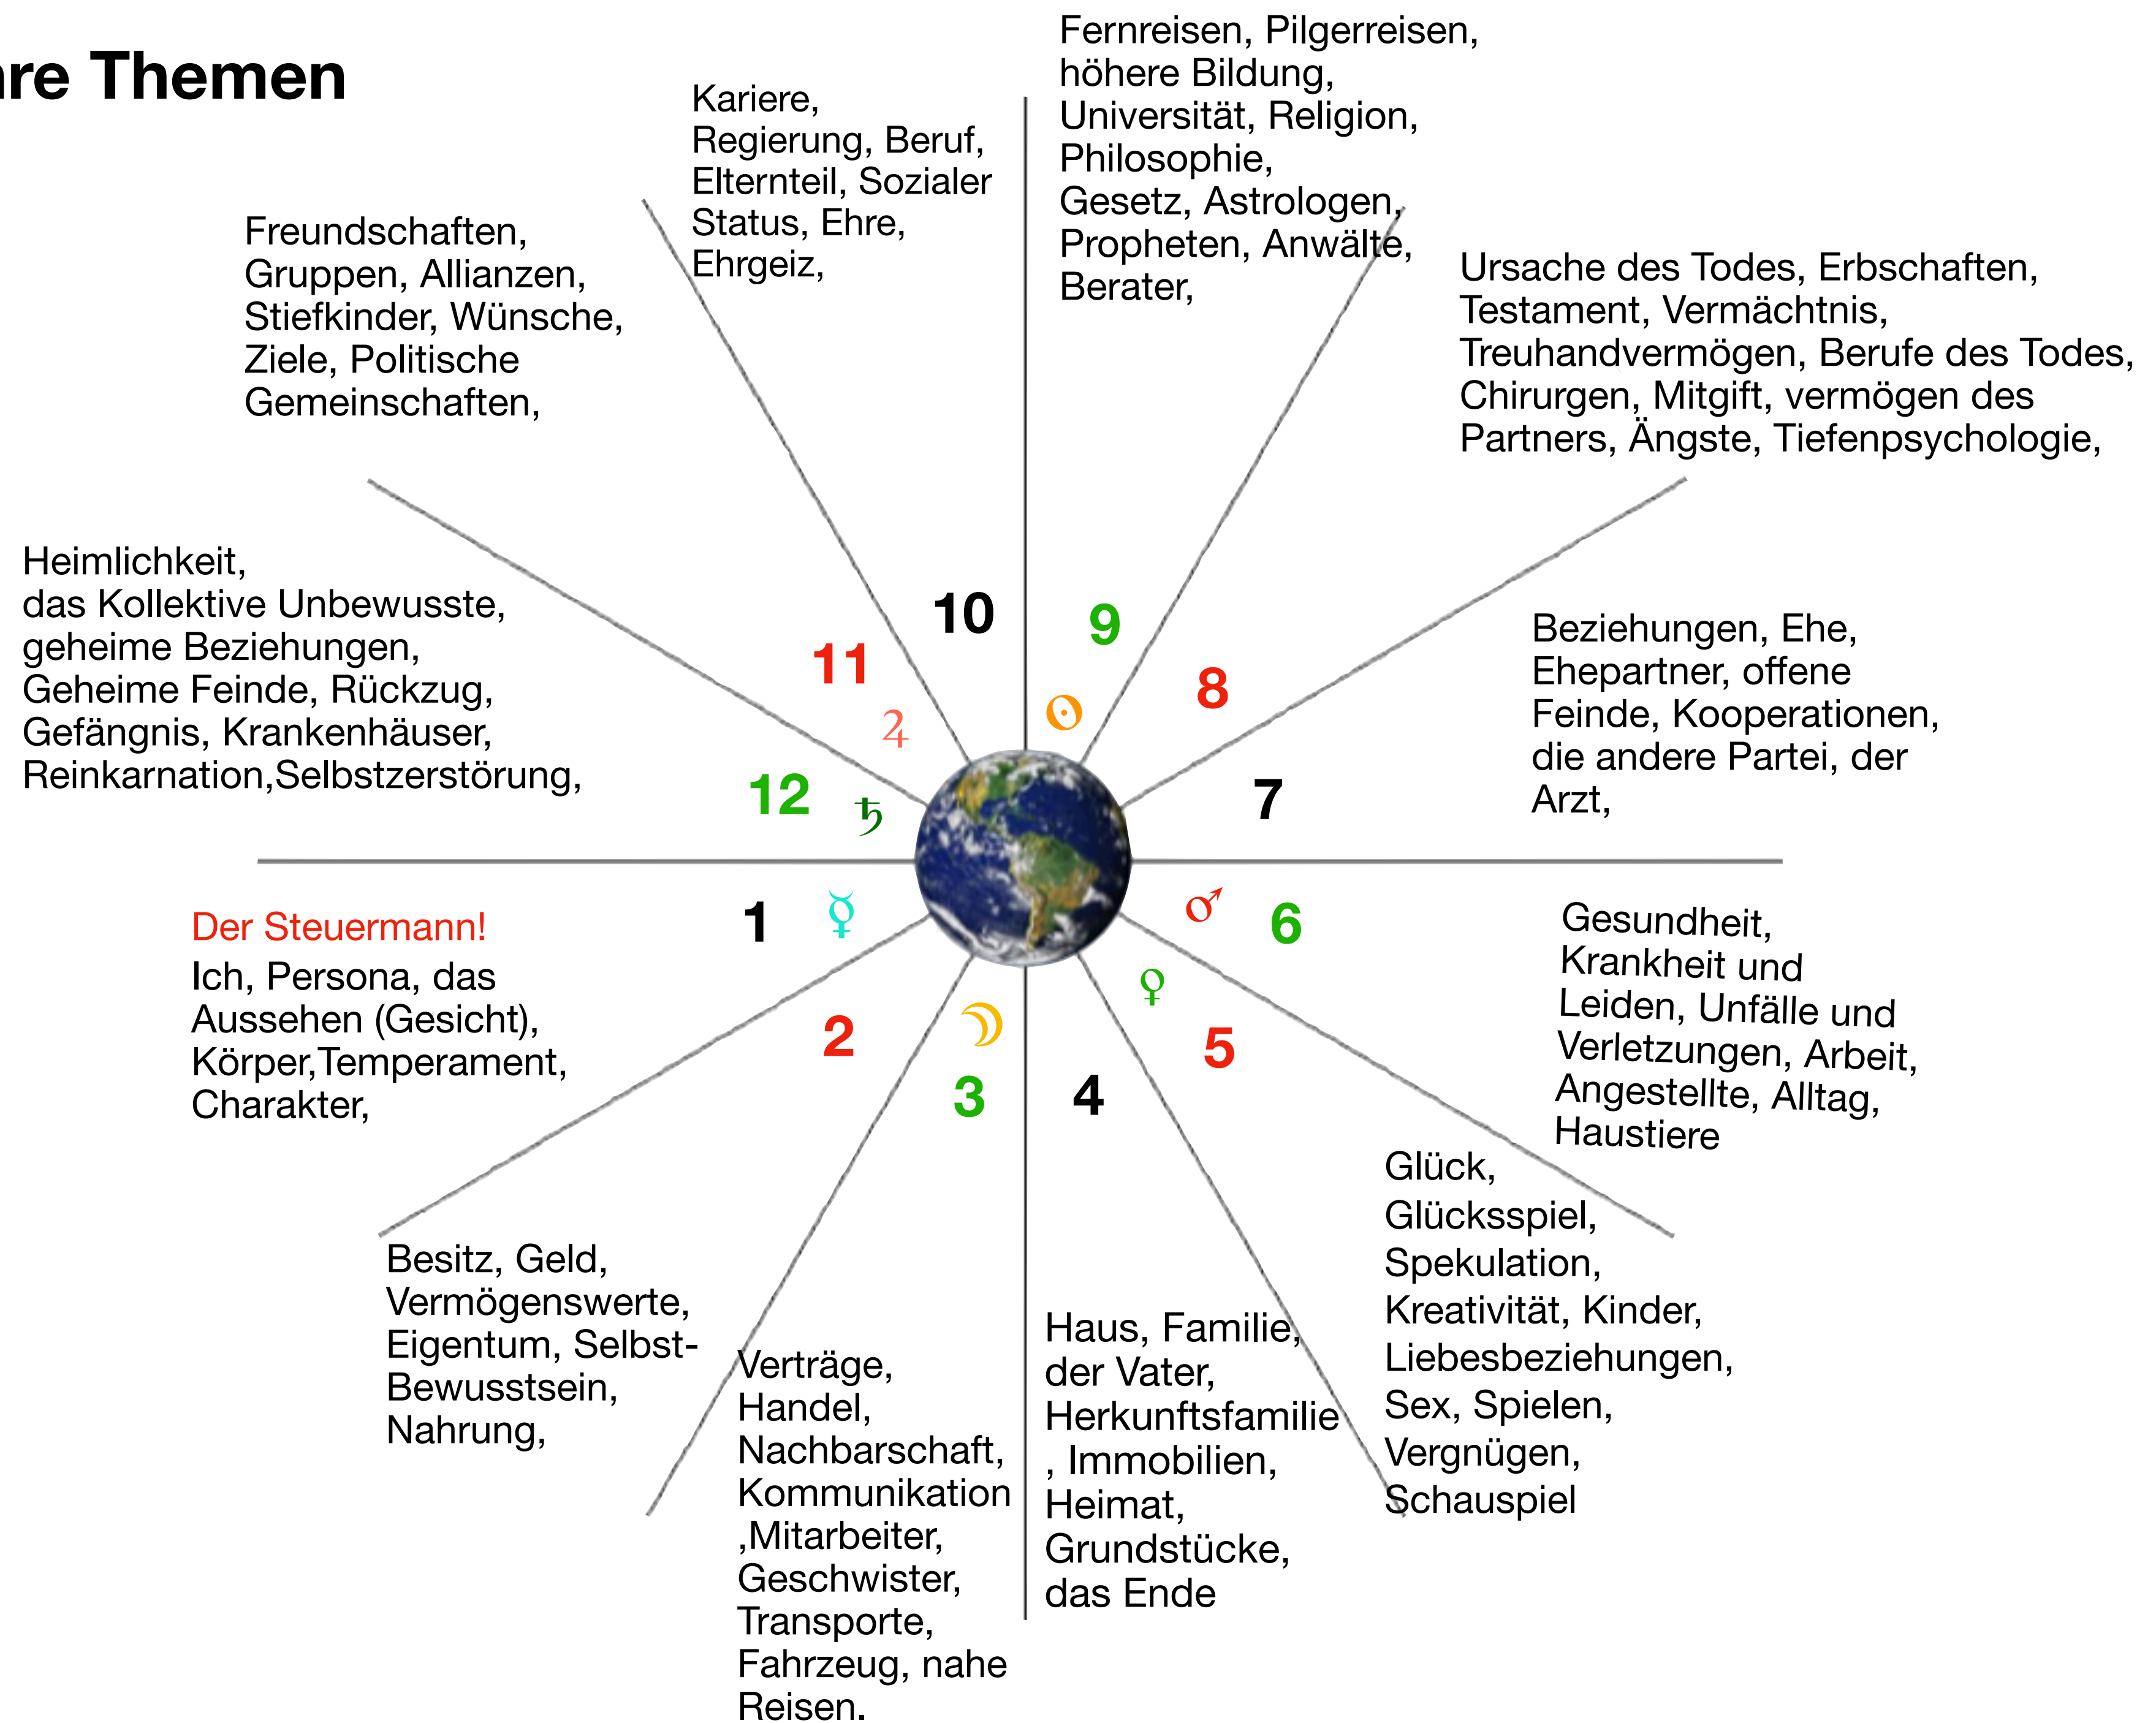 re Themen
Fernreisen, Pilgerreisen,
höhere Bildung,
Universität, Religion,
Philosophie,
Gesetz, Astrologen,
Propheten, Anwälte,
Berater,
Kariere,
Regierung, Beruf,
Elternteil, Sozialer
Status, Ehre,
Ehrgeiz,
Freundschaften,
Gruppen, Allianzen,
Stiefkinder, Wünsche,
Ziele, Politische
Gemeinschaften,
Ursache des Todes, Erbschaften,
Testament, Vermächtnis,
Treuhandvermögen, Berufe des Todes,
Chirurgen, Mitgift, vermögen des
Partners, Ängste, Tiefenpsychologie,
Heimlichkeit,
das Kollektive Unbewusste,
geheime Beziehungen,
Geheime Feinde, Rückzug,
Gefängnis, Krankenhäuser,
Reinkarnation,Selbstzerstörung,
Beziehungen, Ehe,
Ehepartner, offene
Feinde, Kooperationen,
die andere Partei, der
Arzt,
10
9
11
8
♃
☉
12
♄
7
1
☿
♂
6
2
☽
♀
5
3
4
Der Steuermann!
Ich, Persona, das
Aussehen (Gesicht),
Körper,Temperament,
Charakter,
Gesundheit,
Krankheit und
Leiden, Unfälle und
Verletzungen, Arbeit,
Angestellte, Alltag,
Haustiere
Besitz, Geld,
Vermögenswerte,
Eigentum, Selbst-
Bewusstsein,
Nahrung,
Verträge,
Handel,
Nachbarschaft,
Kommunikation
,Mitarbeiter,
Geschwister,
Transporte,
Fahrzeug, nahe
Reisen.
Haus, Familie,
der Vater,
Herkunftsfamilie
, Immobilien,
Heimat,
Grundstücke,
das Ende
Glück,
Glücksspiel,
Spekulation,
Kreativität, Kinder,
Liebesbeziehungen,
Sex, Spielen,
Vergnügen,
Schauspiel